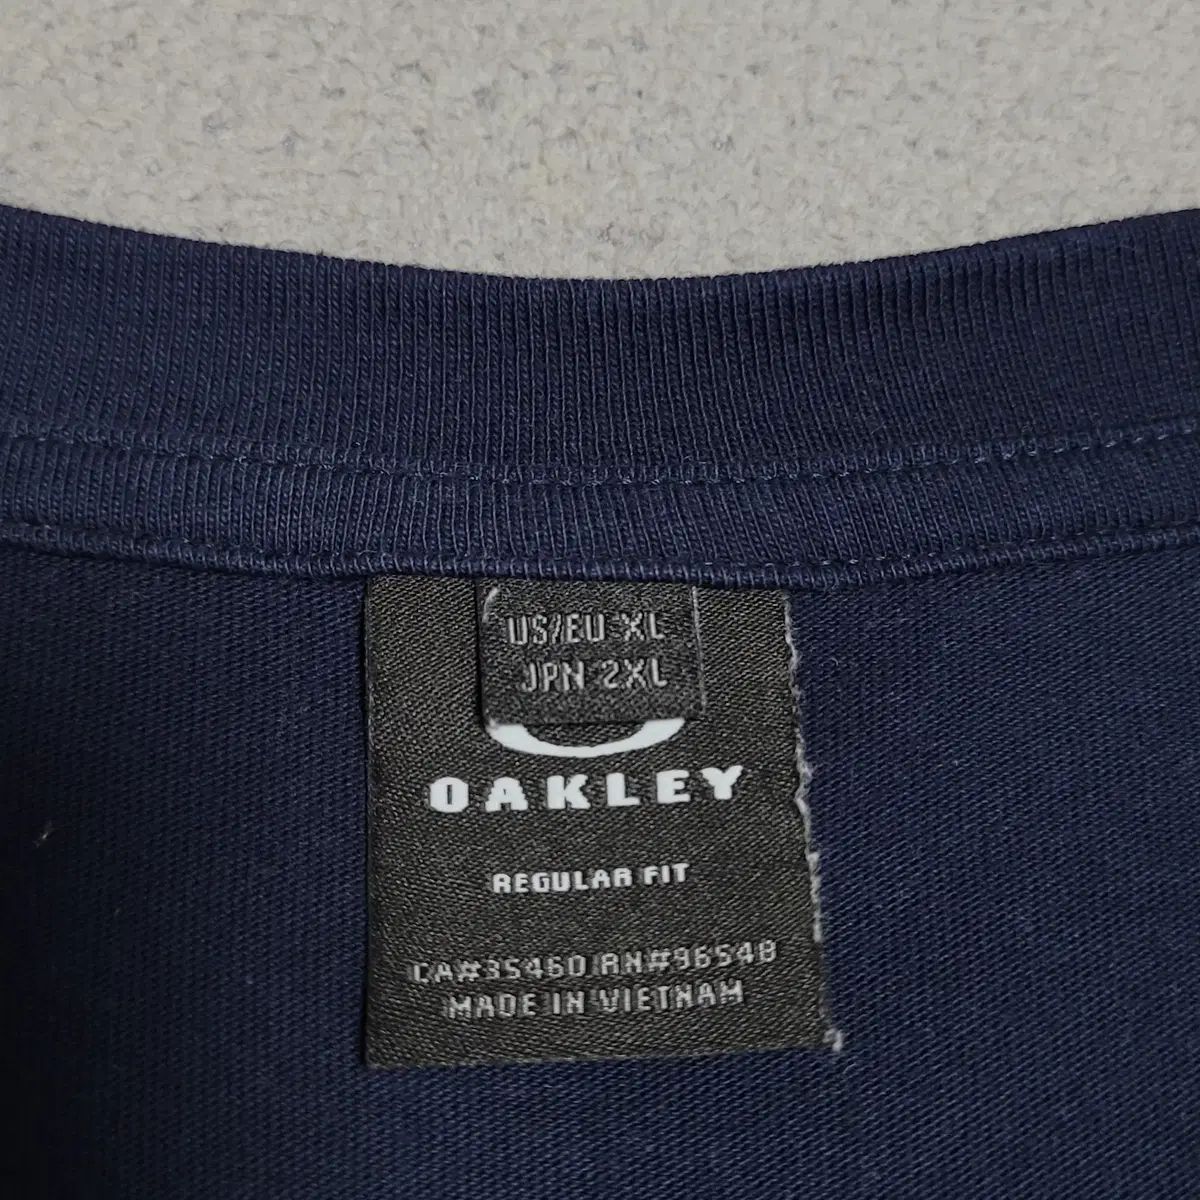 US/EU XL
JPN 2XL
OAKLEY
REGULAR FIT
CA#35460 RN#96548
MADE IN VIETNAM